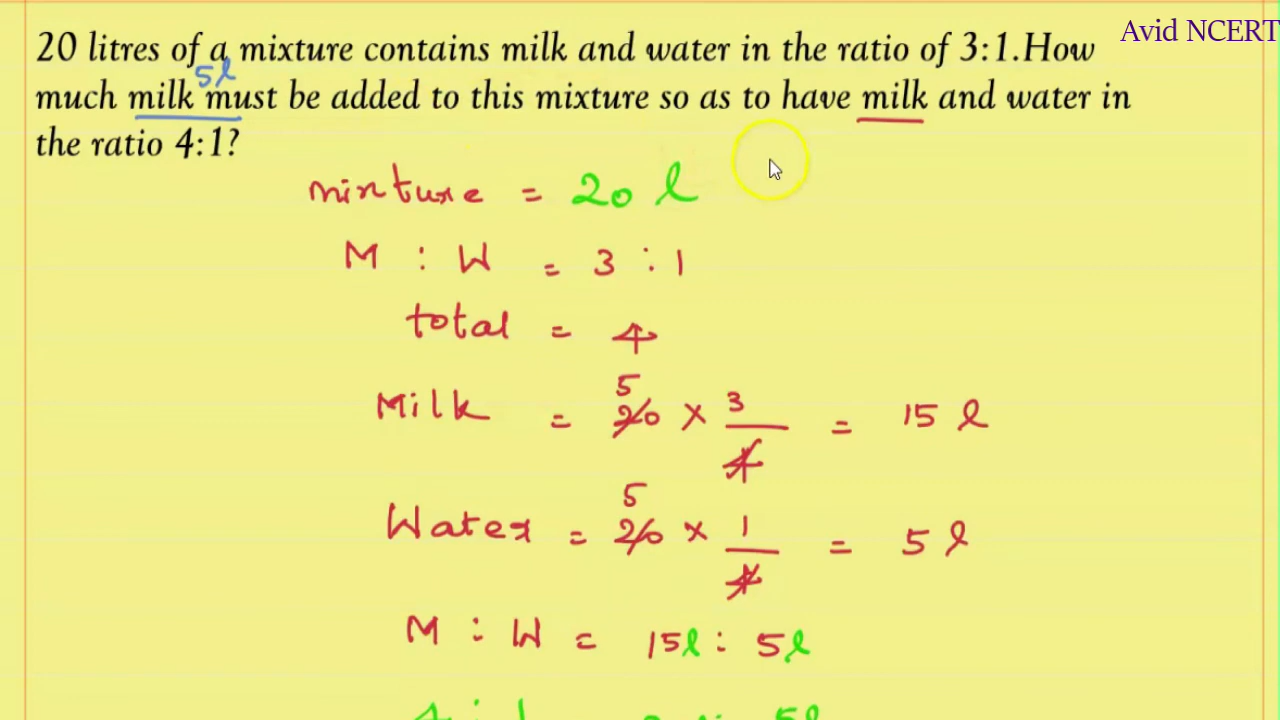 Avid NCERT
20 litres of a mixture contains milk and water in the ratio of 3:1.How
5l
much milk must be added to this mixture so as to have milk and water in
the ratio 4:1?
mixture = 20 l
M : W = 3 : 1
total = 4
5
Milk = 20 × 3/4 = 15 l
5
Water = 20 × 1/4 = 5 l
M : W = 15l : 5l